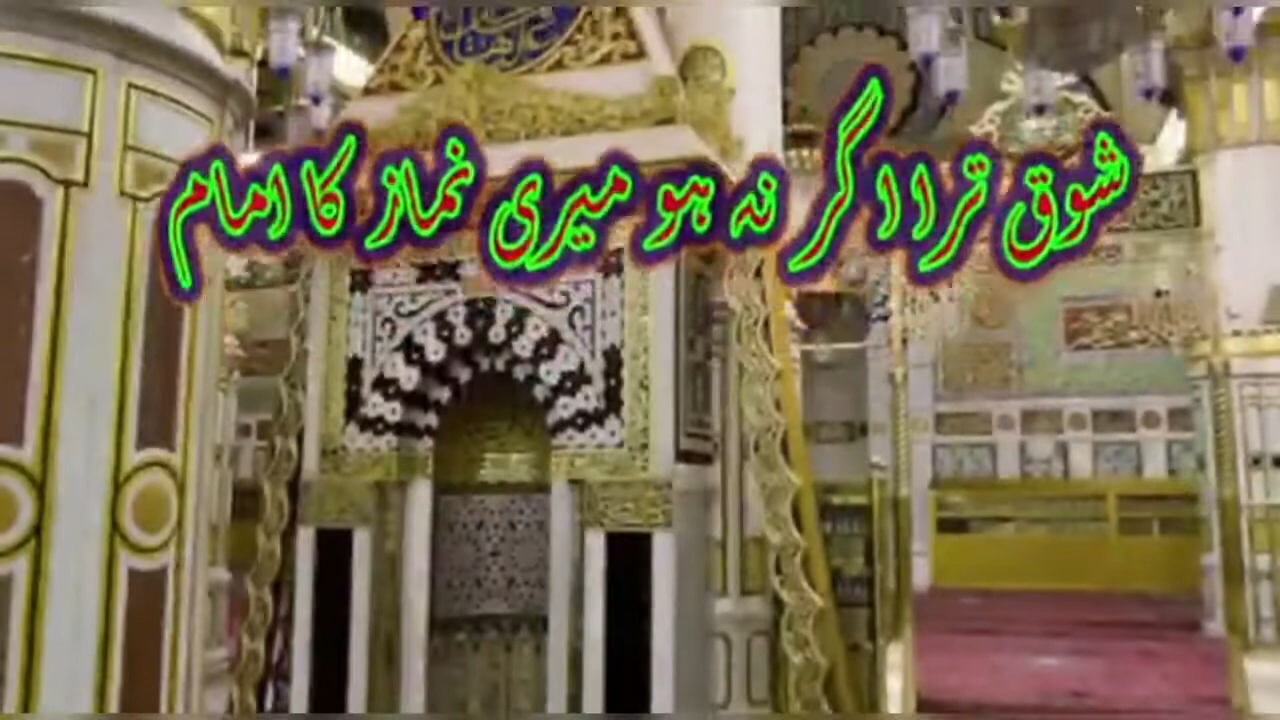 شوق ترا اگر نہ ہو میری نماز کا امام